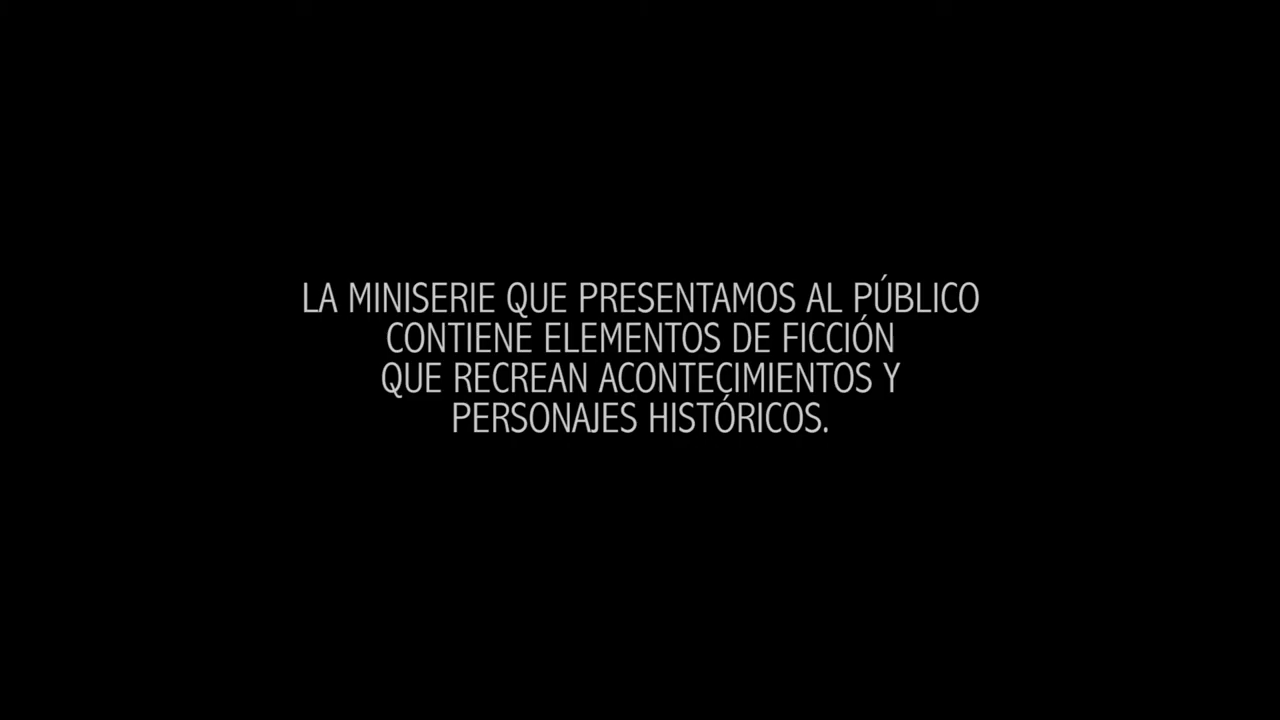 LA MINISERIE QUE PRESENTAMOS AL PÚBLICO
CONTIENE ELEMENTOS DE FICCIÓN
QUE RECREAN ACONTECIMIENTOS Y
PERSONAJES HISTÓRICOS.